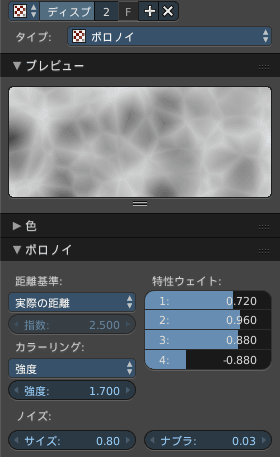 ディスプ 2 F
タイプ: ボロノイ
プレビュー
色
ボロノイ
距離基準: 特性ウェイト:
実際の距離 1: 0.720
指数: 2.500 2: 0.960
カラーリング: 3: 0.880
強度 4: -0.880
強度: 1.700
ノイズ:
サイズ: 0.80 ナブラ: 0.03